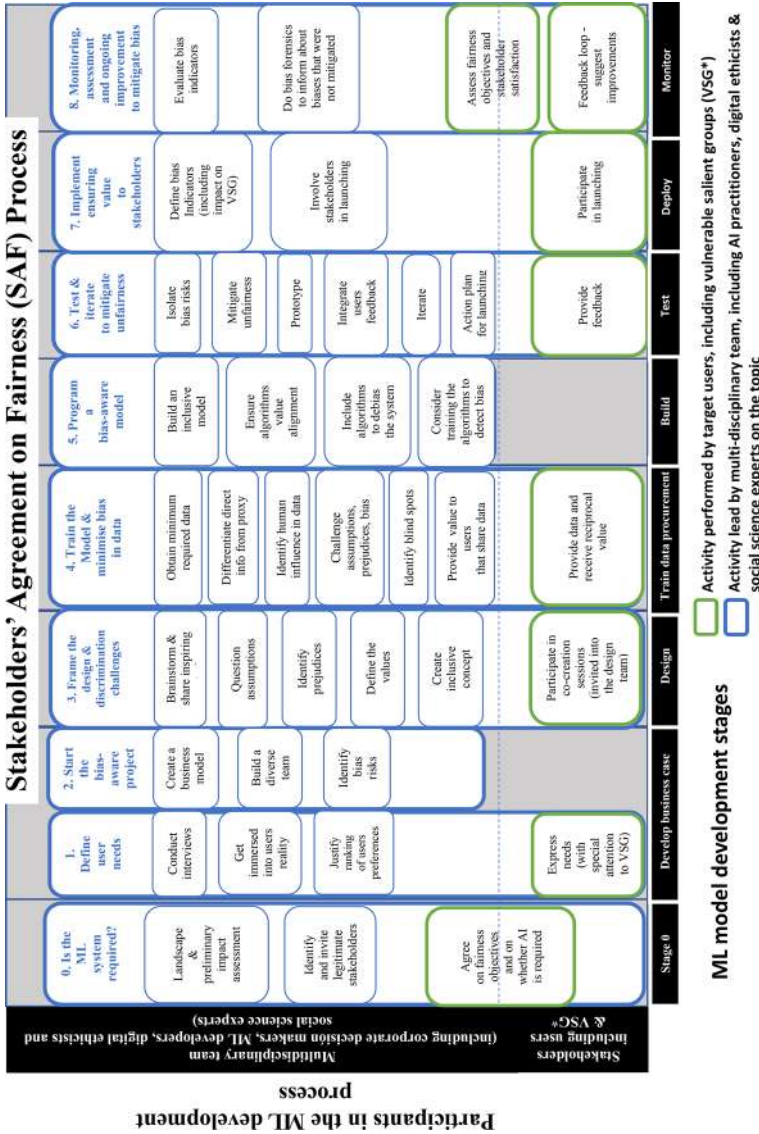 Stakeholders' Agreement on Fairness (SAF) Process
Participants in the ML development
process
Multidisciplinary team
(including corporate decisión makers, ML developers, digital ethicists and
social science experts)
Stakeholders
including users
& VSG*
0. Is the
ML
system
required?
Landscape
&
preliminary
impact
assessment
Identify
and invite
legitimate
stakeholders
Agree
on fairness
objectives
and on
whether AI
is required
Stage 0
1.
Define
user
needs
Conduct
interviews
Get
immersed
into users
reality
Justify
ranking
of users
preferences
Express
needs
(with
special
attention
to VSG)
2. Start
the
bias-
aware
project
Create a
business
model
Build a
diverse
team
Identify
bias
risks
Develop business case
3. Frame the
design &
discrimination
challenges
Brainstorm &
share inspiring
Question
assumptions
Identify
prejudices
Define the
values
Create
inclusive
concept
Participate in
co-creation
sessions
(invited into
the design
team)
Design
4. Train the
Model &
minimise bias
in data
Obtain minimum
required data
Differentiate direct
info from proxy
Identify human
influence in data
Challenge
assumptions,
prejudices, bias
Identify blind spots
Provide value to
users
that share data
Provide data and
receive reciprocal
value
Train data procurement
5. Program
a
bias-aware
model
Build an
inclusive
model
Ensure
algorithms
value
alignment
Include
algorithms
to debias
the system
Consider
training the
algorithms to
detect bias
Build
6. Test &
iterate
to mitigate
unfairness
Isolate
bias risks
Mitigate
unfairness
Prototype
Integrate
users
feedback
Iterate
Action plan
for launching
Provide
feedback
Test
7. Implement
ensuring
value
to
stakeholders
Define bias
Indicators
(including
impact on
VSG)
Involve
stakeholders
in launching
Participate
in launching
Deploy
8. Monitoring,
assessment
and ongoing
improvement
to mitigate bias
Evaluate bias
indicators
Do bias forensics
to inform about
biases that were
not mitigated
Assess fairness
objectives and
stakeholder
satisfaction
Feedback loop -
suggest
improvements
Monitor
ML model development stages
Activity performed by target users, including vulnerable salient groups (VSG*)
Activity lead by multi-disciplinary team, including AI practitioners, digital ethicists &
social science experts on the topic